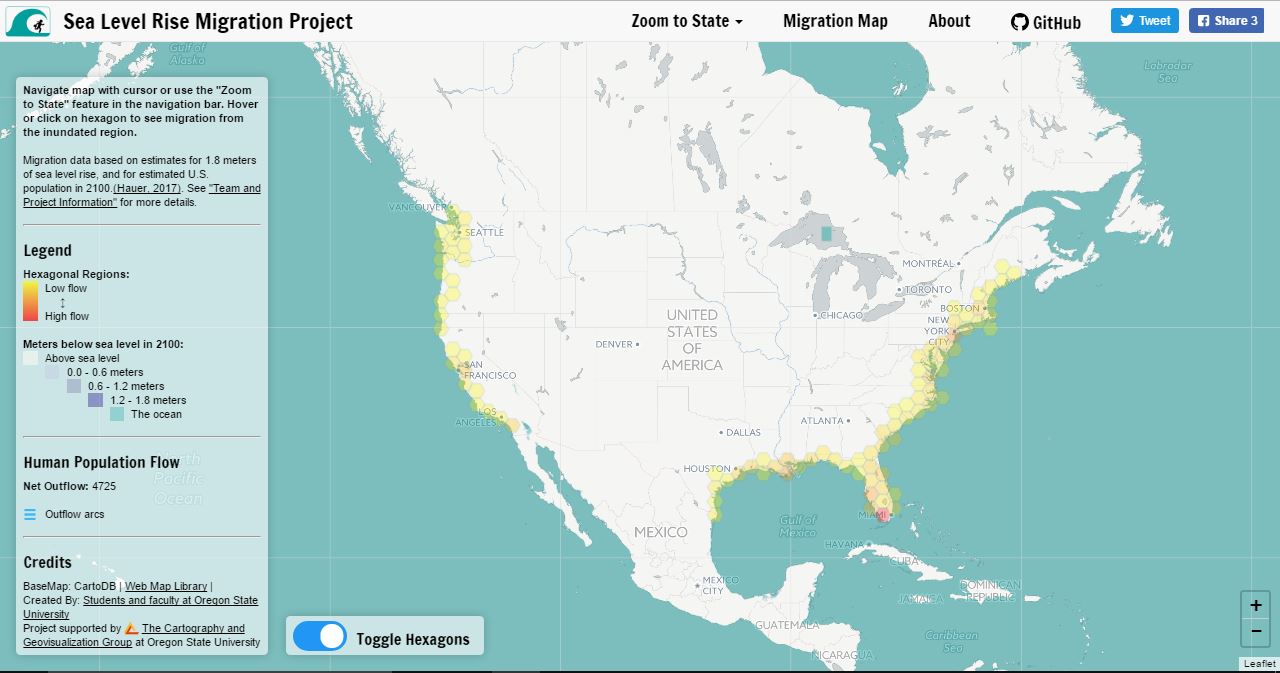 Sea Level Rise Migration Project
Zoom to State
Migration Map
About
GitHub
Tweet
Share 3
Navigate map with cursor or use the "Zoom
to State" feature in the navigation bar. Hover
or click on hexagon to see migration from
the inundated region.
Migration data based on estimates for 1.8 meters
of sea level rise, and for estimated U.S.
population in 2100.(Hauer, 2017). See "Team and
Project Information" for more details.
Legend
Hexagonal Regions:
Low flow
↕
High flow
Meters below sea level in 2100:
Above sea level
0.0 - 0.6 meters
0.6 - 1.2 meters
1.2 - 1.8 meters
The ocean
Human Population Flow
Net Outflow: 4725
Outflow arcs
Credits
BaseMap: CartoDB | Web Map Library |
Created By: Students and faculty at Oregon State
University
Project supported by The Cartography and
Geovisualization Group at Oregon State University
Toggle Hexagons
Gulf of
Alaska
Labrador
Sea
VANCOUVER
SEATTLE
MONTRÉAL
TORONTO
BOSTON
CHICAGO
NEW
YORK
CITY
UNITED
STATES
OF
AMERICA
DENVER
SAN
FRANCISCO
LOS
ANGELES
ATLANTA
DALLAS
HOUSTON
North
Pacific
Ocean
MIAMI
Gulf of
Mexico
MEXICO
HAVANA
CUBA
MEXICO
CITY
DOMINICAN
REPUBLIC
JAMAICA
GUATEMALA
Caribbean
Sea
NICARAGUA
+
−
Leaflet